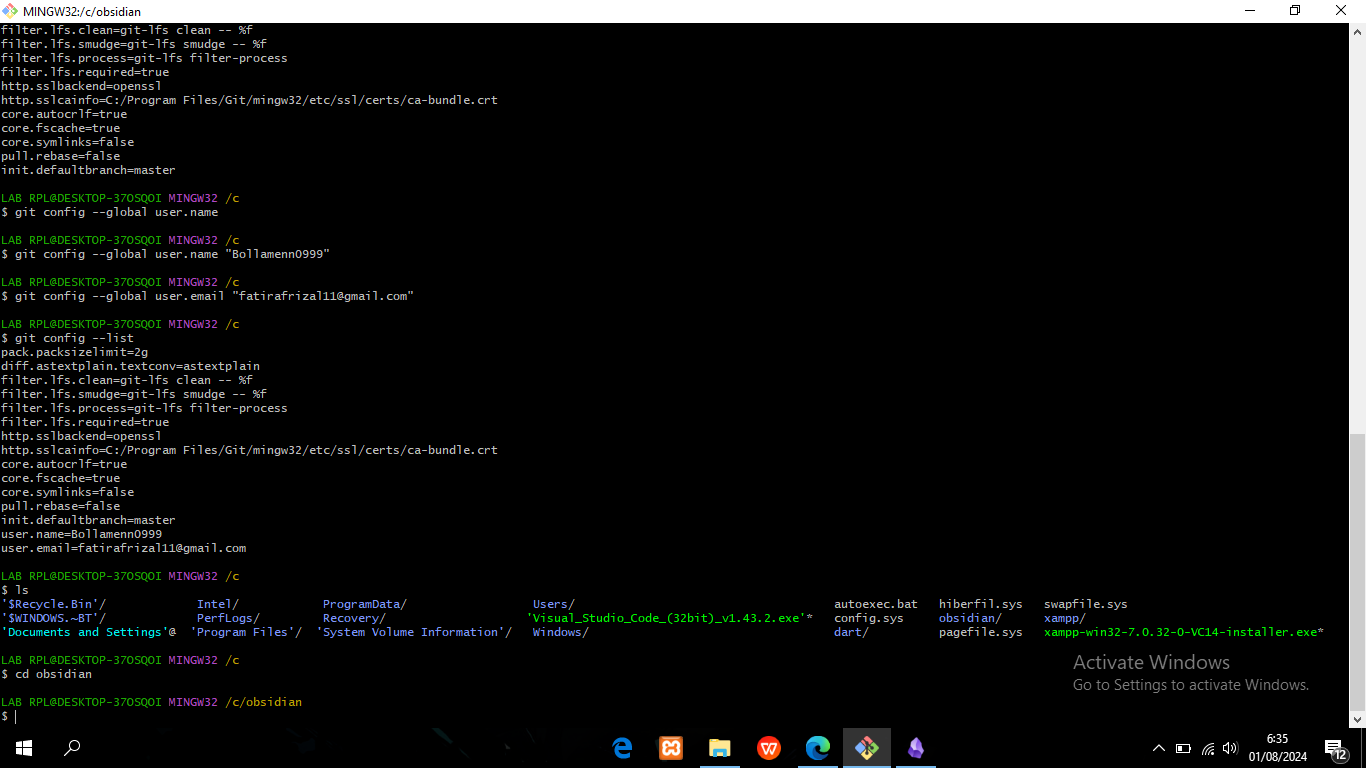 MINGW32:/c/obsidian
filter.lfs.clean=git-lfs clean -- %f
filter.lfs.smudge=git-lfs smudge -- %f
filter.lfs.process=git-lfs filter-process
filter.lfs.required=true
http.sslbackend=openssl
http.sslcainfo=C:/Program Files/Git/mingw32/etc/ssl/certs/ca-bundle.crt
core.autocrlf=true
core.fscache=true
core.symlinks=false
pull.rebase=false
init.defaultbranch=master
LAB RPL@DESKTOP-37OSQOI MINGW32 /c
$ git config --global user.name
LAB RPL@DESKTOP-37OSQOI MINGW32 /c
$ git config --global user.name "Bollamenn0999"
LAB RPL@DESKTOP-37OSQOI MINGW32 /c
$ git config --global user.email "fatirafrizal11@gmail.com"
LAB RPL@DESKTOP-37OSQOI MINGW32 /c
$ git config --list
pack.packsizelimit=2g
diff.astextplain.textconv=astextplain
filter.lfs.clean=git-lfs clean -- %f
filter.lfs.smudge=git-lfs smudge -- %f
filter.lfs.process=git-lfs filter-process
filter.lfs.required=true
http.sslbackend=openssl
http.sslcainfo=C:/Program Files/Git/mingw32/etc/ssl/certs/ca-bundle.crt
core.autocrlf=true
core.fscache=true
core.symlinks=false
pull.rebase=false
init.defaultbranch=master
user.name=Bollamenn0999
user.email=fatirafrizal11@gmail.com
LAB RPL@DESKTOP-37OSQOI MINGW32 /c
$ ls
'$Recycle.Bin'/ Intel/ ProgramData/ Users/ autoexec.bat hiberfil.sys swapfile.sys
'$WINDOWS.~BT'/ PerfLogs/ Recovery/ 'Visual_Studio_Code_(32bit)_v1.43.2.exe'* config.sys obsidian/ xampp/
'Documents and Settings'@ 'Program Files'/ 'System Volume Information'/ Windows/ dart/ pagefile.sys xampp-win32-7.0.32-0-VC14-installer.exe*
LAB RPL@DESKTOP-37OSQOI MINGW32 /c
$ cd obsidian
LAB RPL@DESKTOP-37OSQOI MINGW32 /c/obsidian
$
Activate Windows
Go to Settings to activate Windows.
6:35
01/08/2024
12